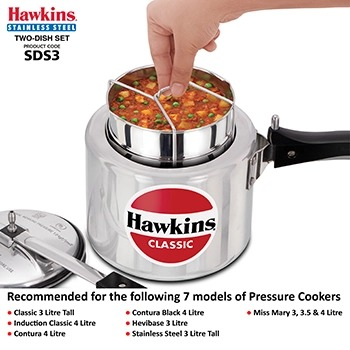 Hawkins
STAINLESS STEEL
TWO-DISH SET
PRODUCT CODE
SDS3
Hawkins
CLASSIC
Recommended for the following 7 models of Pressure Cookers
• Classic 3 Litre Tall
• Induction Classic 4 Litre
• Contura 4 Litre
• Contura Black 4 Litre
• Hevibase 3 Litre
• Stainless Steel 3 Litre Tall
• Miss Mary 3, 3.5 & 4 Litre